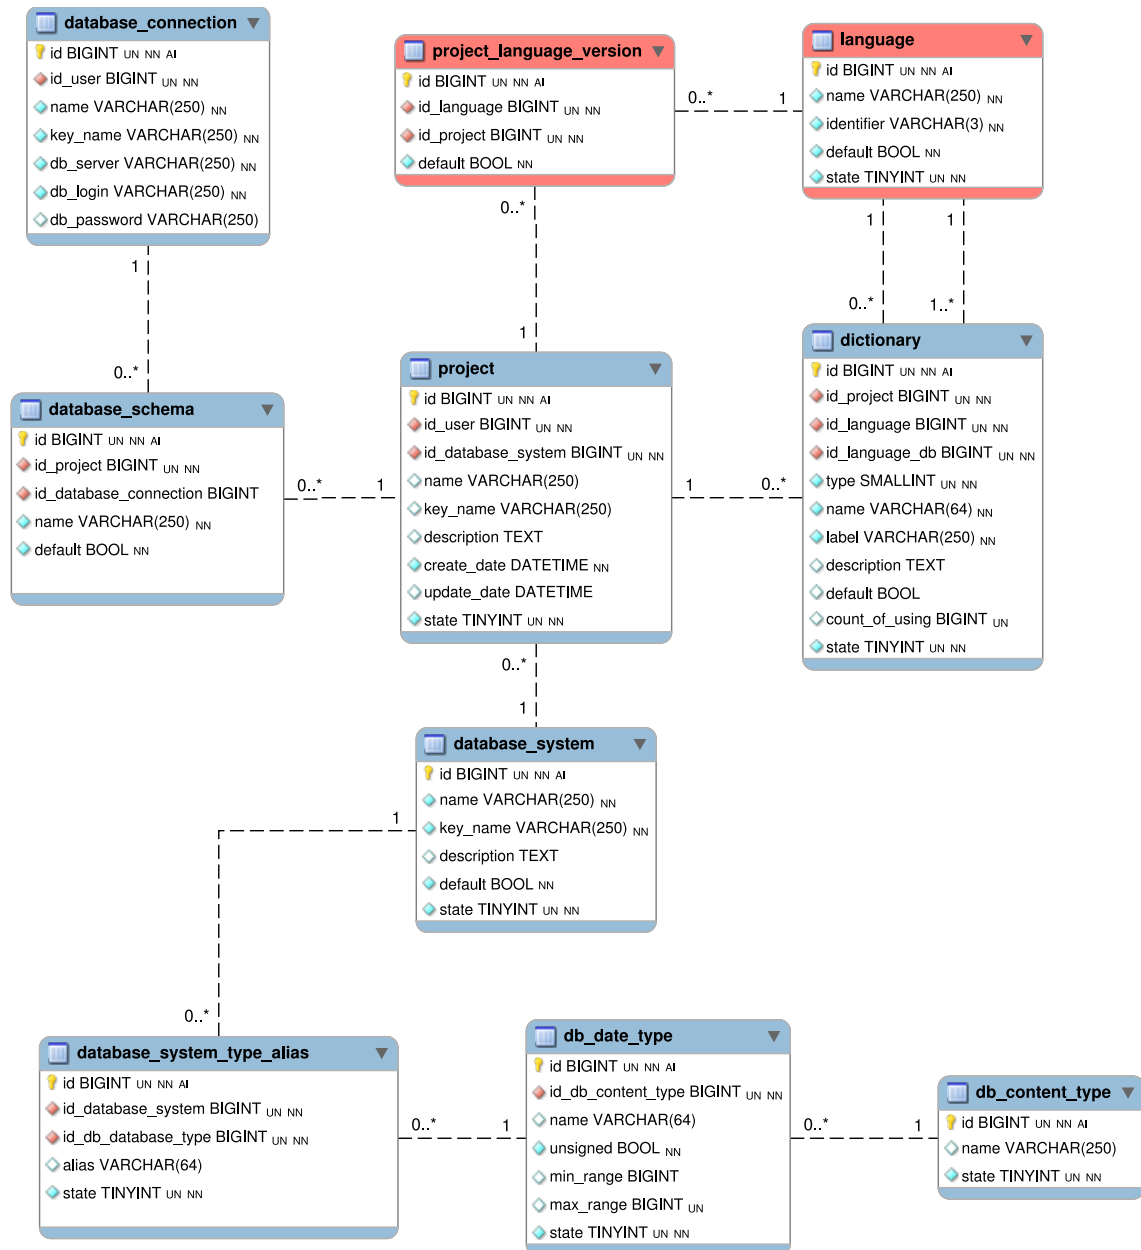 database_connection
id BIGINT UN NN AI
id_user BIGINT UN NN
name VARCHAR(250) NN
key_name VARCHAR(250) NN
db_server VARCHAR(250) NN
db_login VARCHAR(250) NN
db_password VARCHAR(250)
project_language_version
id BIGINT UN NN AI
id_language BIGINT UN NN
id_project BIGINT UN NN
default BOOL NN
0..*
1
language
id BIGINT UN NN AI
name VARCHAR(250) NN
identifier VARCHAR(3) NN
default BOOL NN
state TINYINT UN NN
1
0..*
0..*
1
1
0..*
1
1..*
database_schema
id BIGINT UN NN AI
id_project BIGINT UN NN
id_database_connection BIGINT
name VARCHAR(250) NN
default BOOL NN
0..*
1
project
id BIGINT UN NN AI
id_user BIGINT UN NN
id_database_system BIGINT UN NN
name VARCHAR(250)
key_name VARCHAR(250)
description TEXT
create_date DATETIME NN
update_date DATETIME
state TINYINT UN NN
1
0..*
dictionary
id BIGINT UN NN AI
id_project BIGINT UN NN
id_language BIGINT UN NN
id_language_db BIGINT UN NN
type SMALLINT UN NN
name VARCHAR(64) NN
label VARCHAR(250) NN
description TEXT
default BOOL
count_of_using BIGINT UN
state TINYINT UN NN
0..*
1
database_system
id BIGINT UN NN AI
name VARCHAR(250) NN
key_name VARCHAR(250) NN
description TEXT
default BOOL NN
state TINYINT UN NN
1
0..*
database_system_type_alias
id BIGINT UN NN AI
id_database_system BIGINT UN NN
id_db_database_type BIGINT UN NN
alias VARCHAR(64)
state TINYINT UN NN
0..*
1
db_date_type
id BIGINT UN NN AI
id_db_content_type BIGINT UN NN
name VARCHAR(64)
unsigned BOOL NN
min_range BIGINT
max_range BIGINT UN
state TINYINT UN NN
0..*
1
db_content_type
id BIGINT UN NN AI
name VARCHAR(250)
state TINYINT UN NN